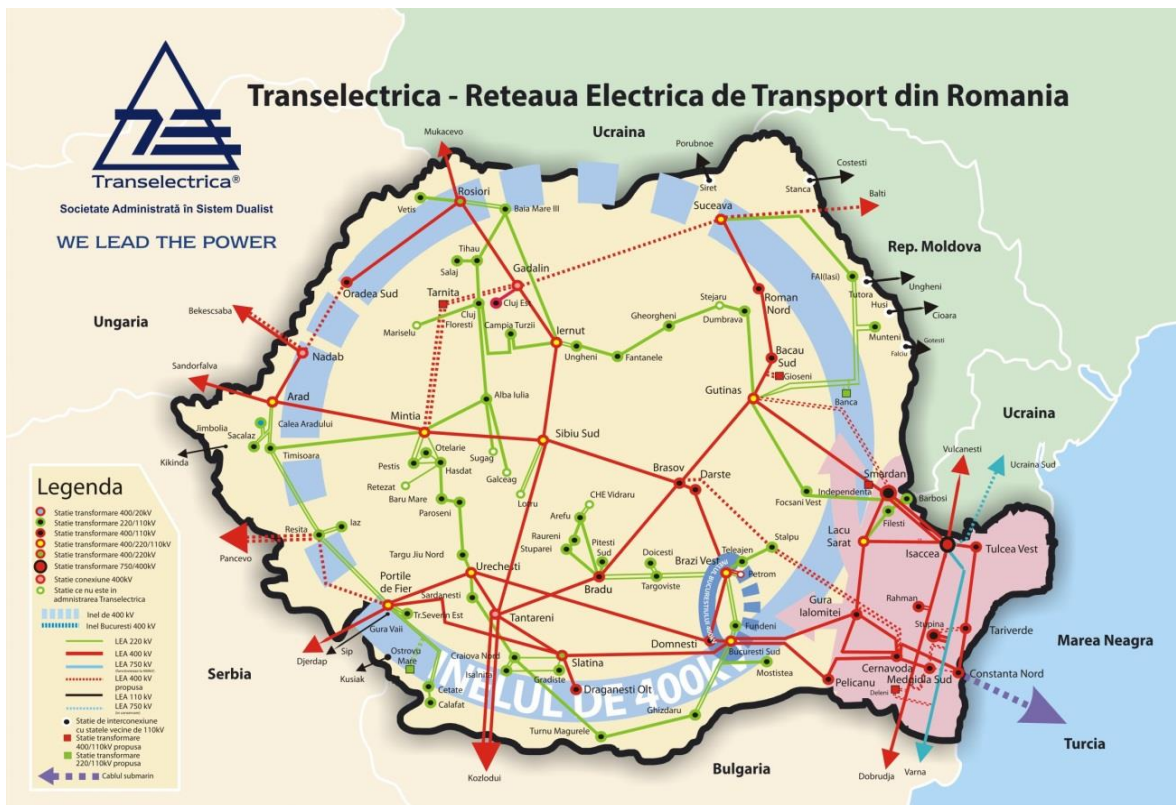 Transelectrica - Reteaua Electrica de Transport din Romania
Transelectrica®
Societate Administrată în Sistem Dualist
WE LEAD THE POWER
Ucraina
Mukacevo
Porubnoe
Siret
Costesti
Stanca
Balti
Suceava
Rep. Moldova
Rosiori
Vetis
Baia Mare III
Tihau
Salaj
Gadalin
Oradea Sud
Tarnita
Cluj Est
Cluj
Floresti
Mariselu
Campia Turzii
Iernut
Ungheni
Fantanele
Gheorgheni
Stejaru
Dumbrava
Roman
Nord
Bacau
Sud
Gioseni
FAI(Iasi)
Tutora
Ungheni
Husi
Cioara
Munteni
Falciu
Gotesti
Banca
Gutinas
Ungaria
Bekescsaba
Nadab
Sandorfalva
Arad
Calea Aradului
Jimbolia
Sacalaz
Kikinda
Timisoara
Mintia
Alba Iulia
Otelarie
Pestis
Hasdat
Retezat
Baru Mare
Paroseni
Sugag
Galceag
Lotru
Sibiu Sud
Brasov
Darste
Ucraina
Vulcanesti
Ucraina Sud
Smardan
Independenta
Barbosi
Focsani Vest
Filesti
Lacu
Sarat
Isaccea
Tulcea Vest
CHE Vidraru
Arefu
Raureni
Stuparei
Pitesti
Sud
Bradu
Doicesti
Targoviste
Brazi Vest
Teleajen
Stalpu
Petrom
INELUL BUCURESTIULUI 400KV
Resita
Iaz
Pancevo
Targu Jiu Nord
Urechesti
Portile
de Fier
Sardanesti
Tr.Severin Est
Gura Vaii
Djerdap
Sip
Ostrovu
Mare
Kusiak
Serbia
Cetate
Calafat
Tantareni
Craiova Nord
Isalnita
Slatina
Gradiste
Draganesti Olt
INELUL DE 400kV
Turnu Magurele
Ghizdaru
Domnesti
Fundeni
Bucuresti Sud
Mostistea
Gura
Ialomitei
Pelicanu
Cernavoda
Medgidia Sud
Deleni
Rahman
Stupina
Tariverde
Constanta Nord
Marea Neagra
Turcia
Kozlodui
Bulgaria
Dobrudja
Varna
Legenda
Statie transformare 400/20kV
Statie transformare 220/110kV
Statie transformare 400/110kV
Statie transformare 400/220/110kV
Statie transformare 400/220kV
Statie transformare 750/400kV
Statie conexiune 400kV
Statie ce nu este in
admnistrarea Transelectrica
Inel de 400 kV
Inel Bucuresti 400 kV
LEA 220 kV
LEA 400 kV
LEA 750 kV
LEA 400 kV
propusa
LEA 110 kV
LEA 750 kV
Statie de interconexiune
cu statele vecine de 110kV
Statie transformare
400/110kV propusa
Statie transformare
220/110kV propusa
Cablul submarin